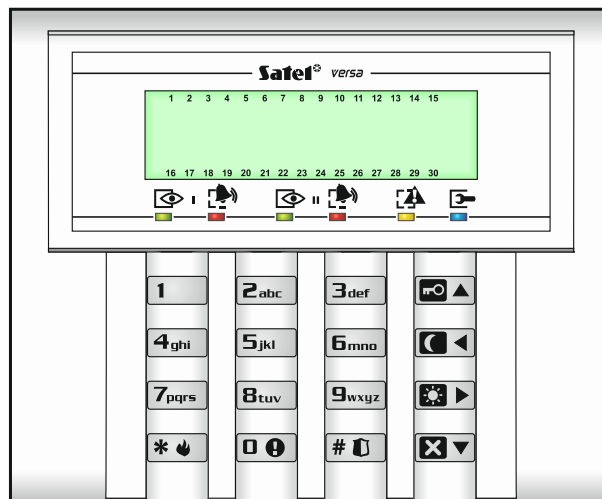 Satel versa
1 2 3 4 5 6 7 8 9 10 11 12 13 14 15
16 17 18 19 20 21 22 23 24 25 26 27 28 29 30
I II
1 2abc 3def
4ghi 5jkl 6mno
7pqrs 8tuv 9wxyz
* 0 #